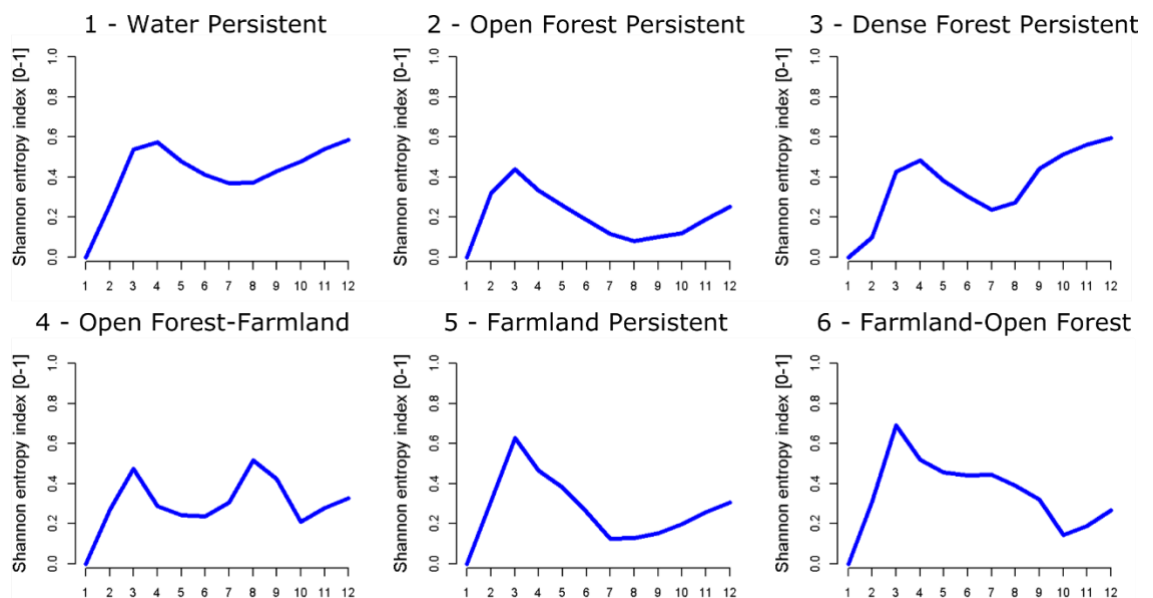 1 - Water Persistent
Shannon entropy index [0-1]
0.0 0.2 0.4 0.6 0.8 1.0
1 2 3 4 5 6 7 8 9 10 11 12
2 - Open Forest Persistent
Shannon entropy index [0-1]
0.0 0.2 0.4 0.6 0.8 1.0
1 2 3 4 5 6 7 8 9 10 11 12
3 - Dense Forest Persistent
Shannon entropy index [0-1]
0.0 0.2 0.4 0.6 0.8 1.0
1 2 3 4 5 6 7 8 9 10 11 12
4 - Open Forest-Farmland
Shannon entropy index [0-1]
0.0 0.2 0.4 0.6 0.8 1.0
1 2 3 4 5 6 7 8 9 10 11 12
5 - Farmland Persistent
Shannon entropy index [0-1]
0.0 0.2 0.4 0.6 0.8 1.0
1 2 3 4 5 6 7 8 9 10 11 12
6 - Farmland-Open Forest
Shannon entropy index [0-1]
0.0 0.2 0.4 0.6 0.8 1.0
1 2 3 4 5 6 7 8 9 10 11 12